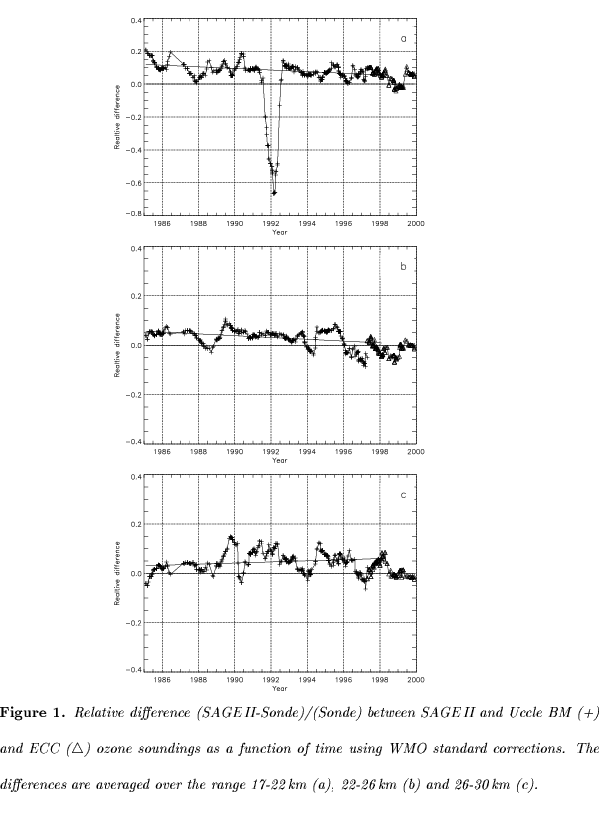 0.4
a
0.2
0.0
−0.2
−0.4
−0.6
−0.8
Realtive difference
1986 1988 1990 1992 1994 1996 1998 2000
Year
0.4
b
0.2
0.0
−0.2
−0.4
Realtive difference
1986 1988 1990 1992 1994 1996 1998 2000
Year
0.4
c
0.2
0.0
−0.2
−0.4
Realtive difference
1986 1988 1990 1992 1994 1996 1998 2000
Year
Figure 1. Relative difference (SAGE II-Sonde)/(Sonde) between SAGE II and Uccle BM (+)
and ECC (△) ozone soundings as a function of time using WMO standard corrections. The
differences are averaged over the range 17-22 km (a), 22-26 km (b) and 26-30 km (c).